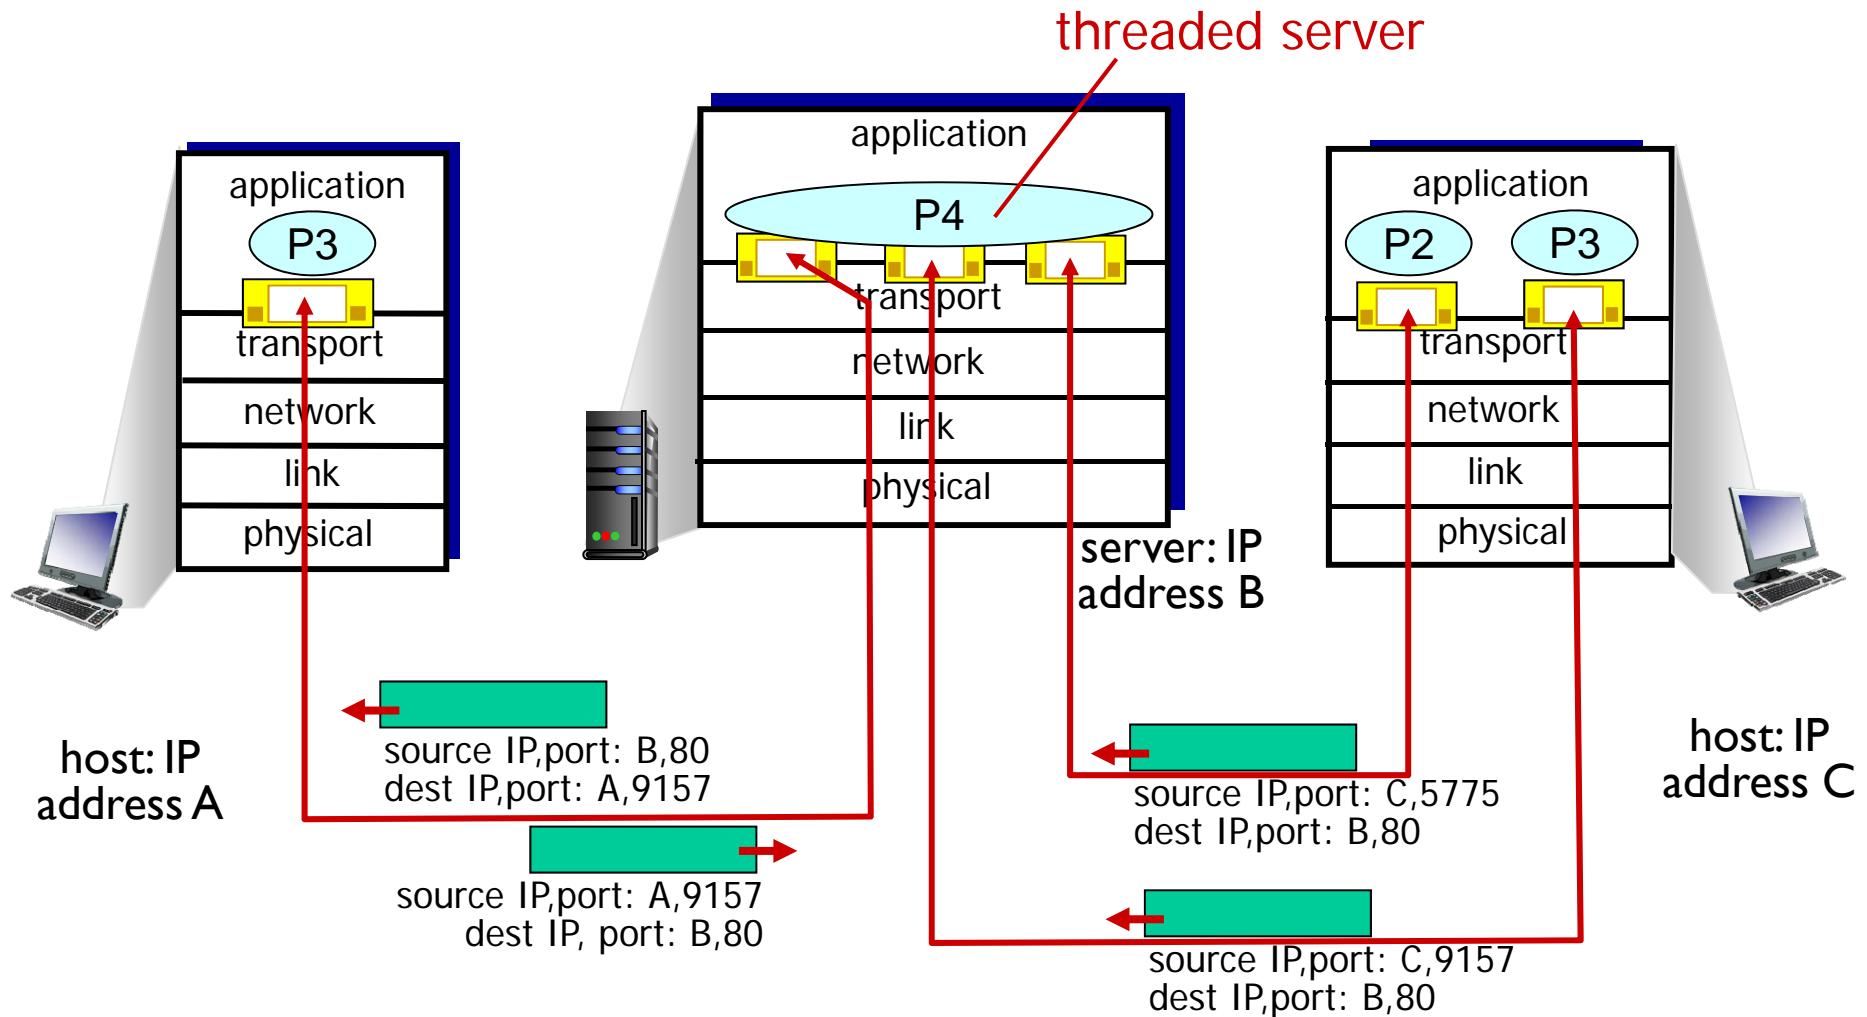 threaded server
application
P3
transport
network
link
physical
application
P4
transport
network
link
physical
application
P2
P3
transport
network
link
physical
server: IP
address B
host: IP
address A
source IP,port: B,80
dest IP,port: A,9157
source IP,port: A,9157
dest IP, port: B,80
source IP,port: C,5775
dest IP,port: B,80
source IP,port: C,9157
dest IP,port: B,80
host: IP
address C